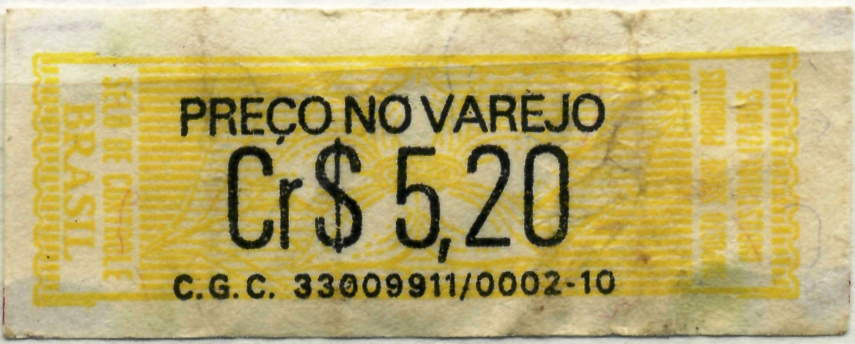 PREÇO NO VAREJO
Cr$ 5,20
C.G.C. 33009911/0002-10
SELO DE CONTROLE
BRASIL